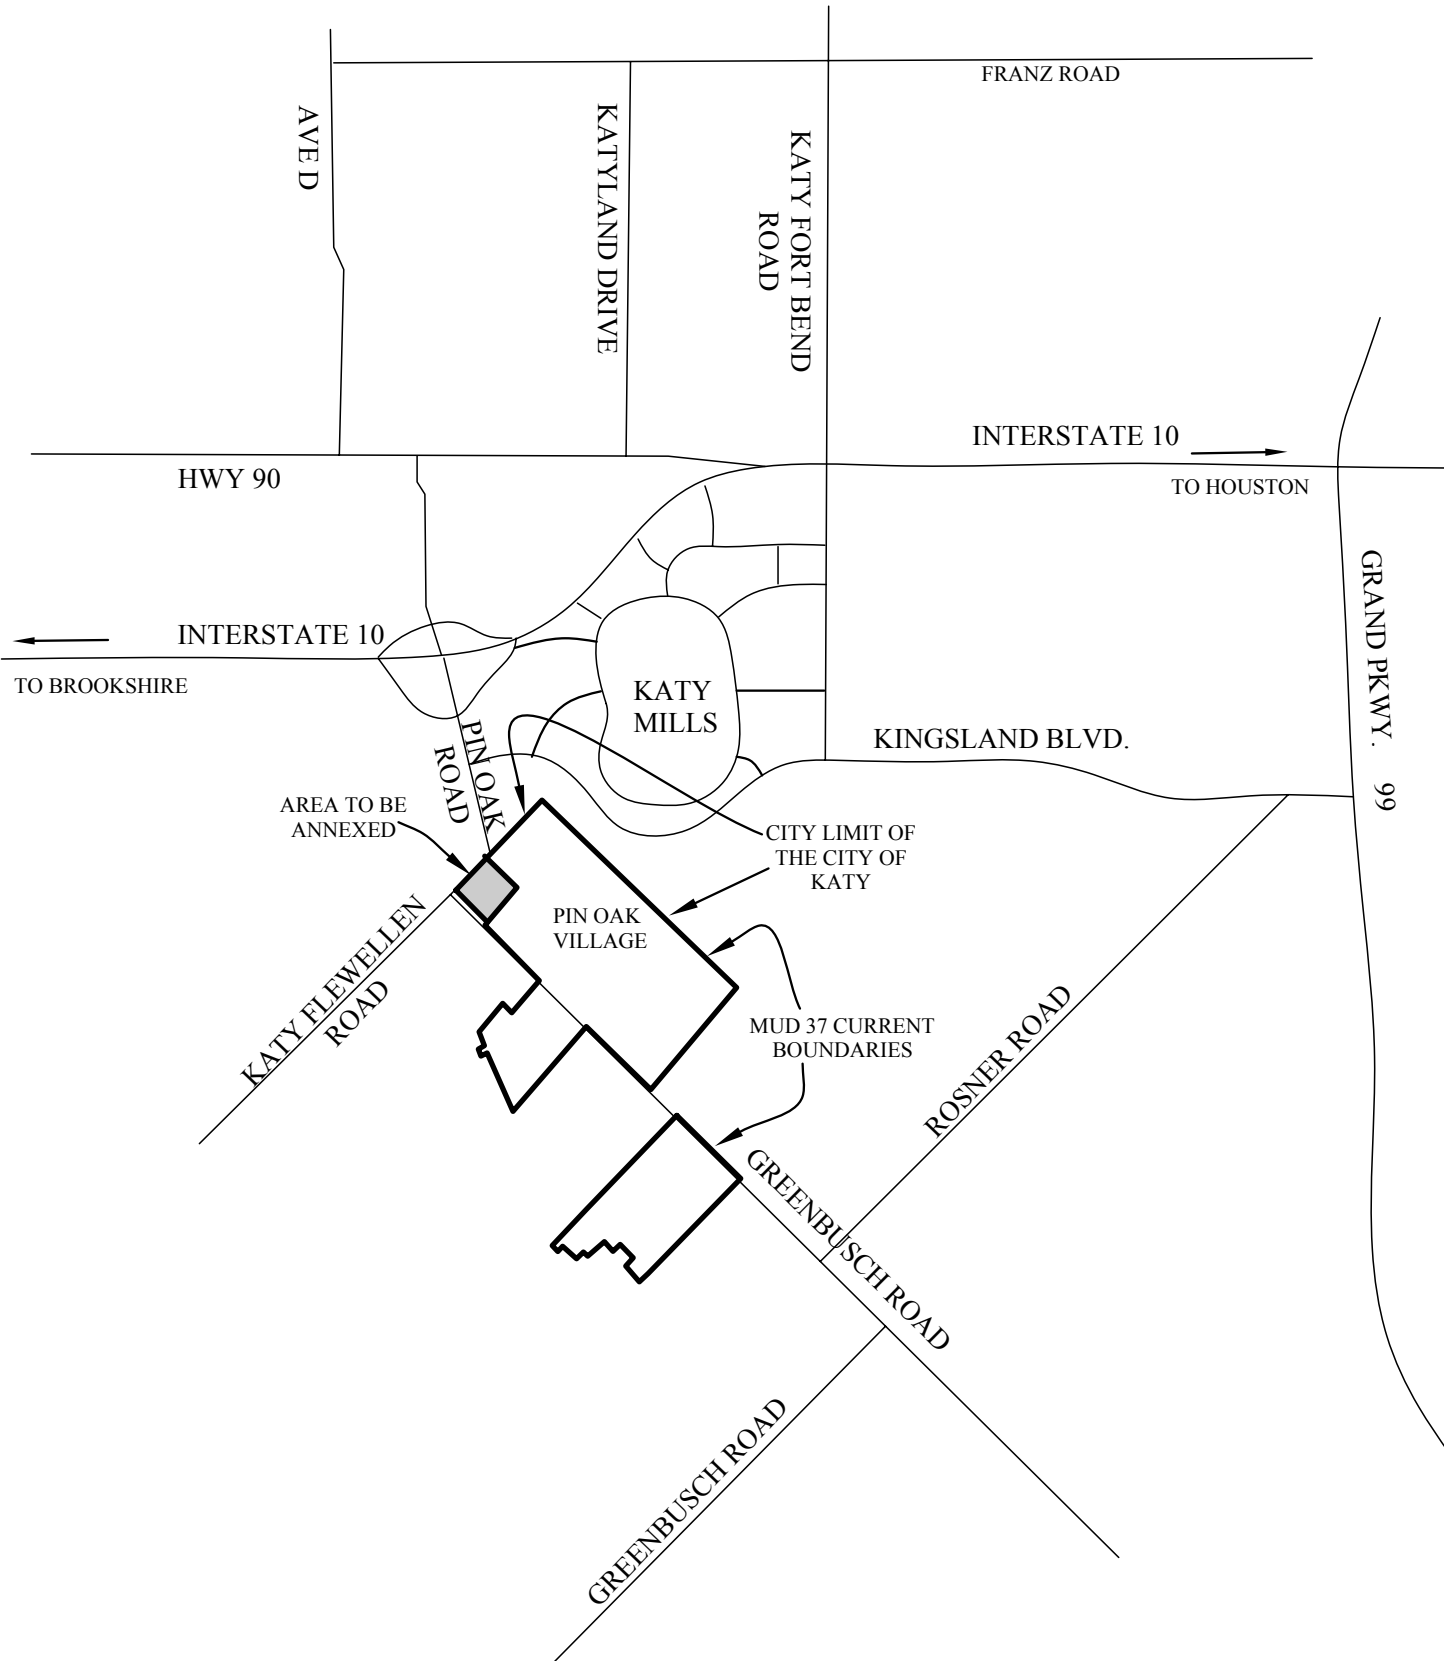 FRANZ ROAD
AVE D
KATYLAND DRIVE
KATY FORT BEND
ROAD
INTERSTATE 10
HWY 90
TO HOUSTON
GRAND PKWY. 99
INTERSTATE 10
TO BROOKSHIRE
KATY
MILLS
PIN OAK
ROAD
KINGSLAND BLVD.
AREA TO BE
ANNEXED
CITY LIMIT OF
THE CITY OF
KATY
PIN OAK
VILLAGE
KATY FLEWELLEN
ROAD
MUD 37 CURRENT
BOUNDARIES
ROSNER ROAD
GREENBUSCH ROAD
GREENBUSCH ROAD